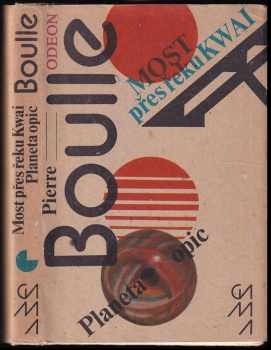 Most přes řeku Kwai
Planeta opic
Pierre
Boulle
ODEON
Boulle
MOST
přes řeku KWAI
Planeta opic